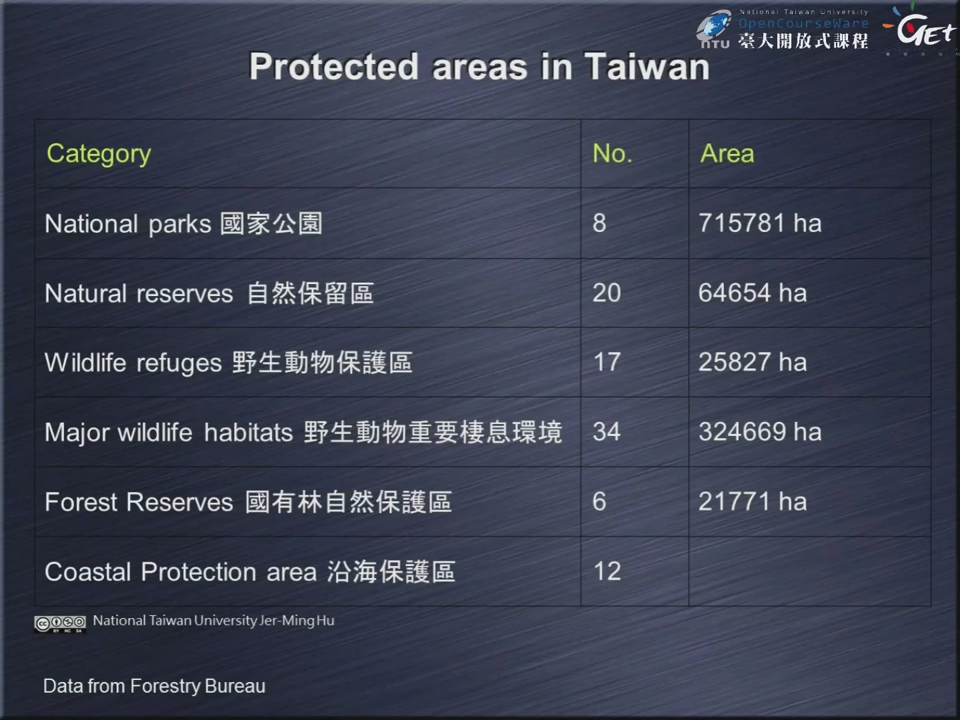 National Taiwan University
OpenCourseWare
NTU 臺大開放式課程
GET
Protected areas in Taiwan
Category No. Area
National parks 國家公園 8 715781 ha
Natural reserves 自然保留區 20 64654 ha
Wildlife refuges 野生動物保護區 17 25827 ha
Major wildlife habitats 野生動物重要棲息環境 34 324669 ha
Forest Reserves 國有林自然保護區 6 21771 ha
Coastal Protection area 沿海保護區 12
BY NC SA National Taiwan University Jer-Ming Hu
Data from Forestry Bureau